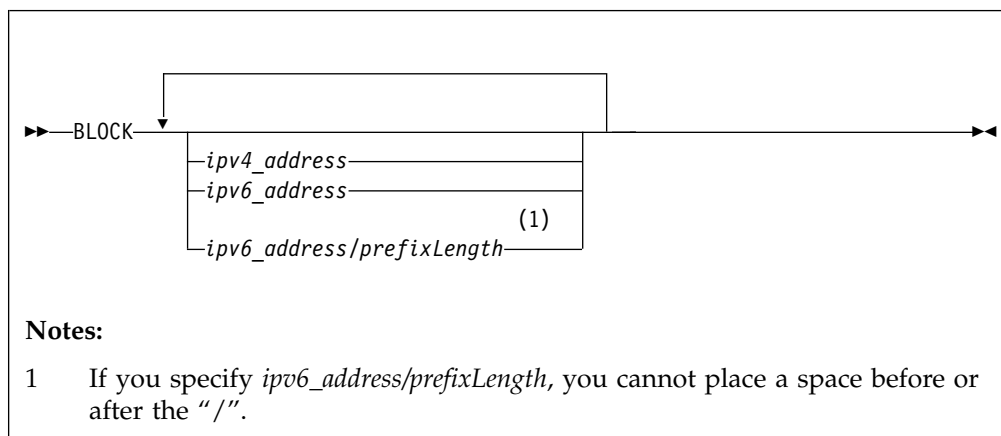 BLOCK
ipv4_address
ipv6_address
(1)
ipv6_address/prefixLength
Notes:
1 If you specify ipv6_address/prefixLength, you cannot place a space before or
after the “/”.